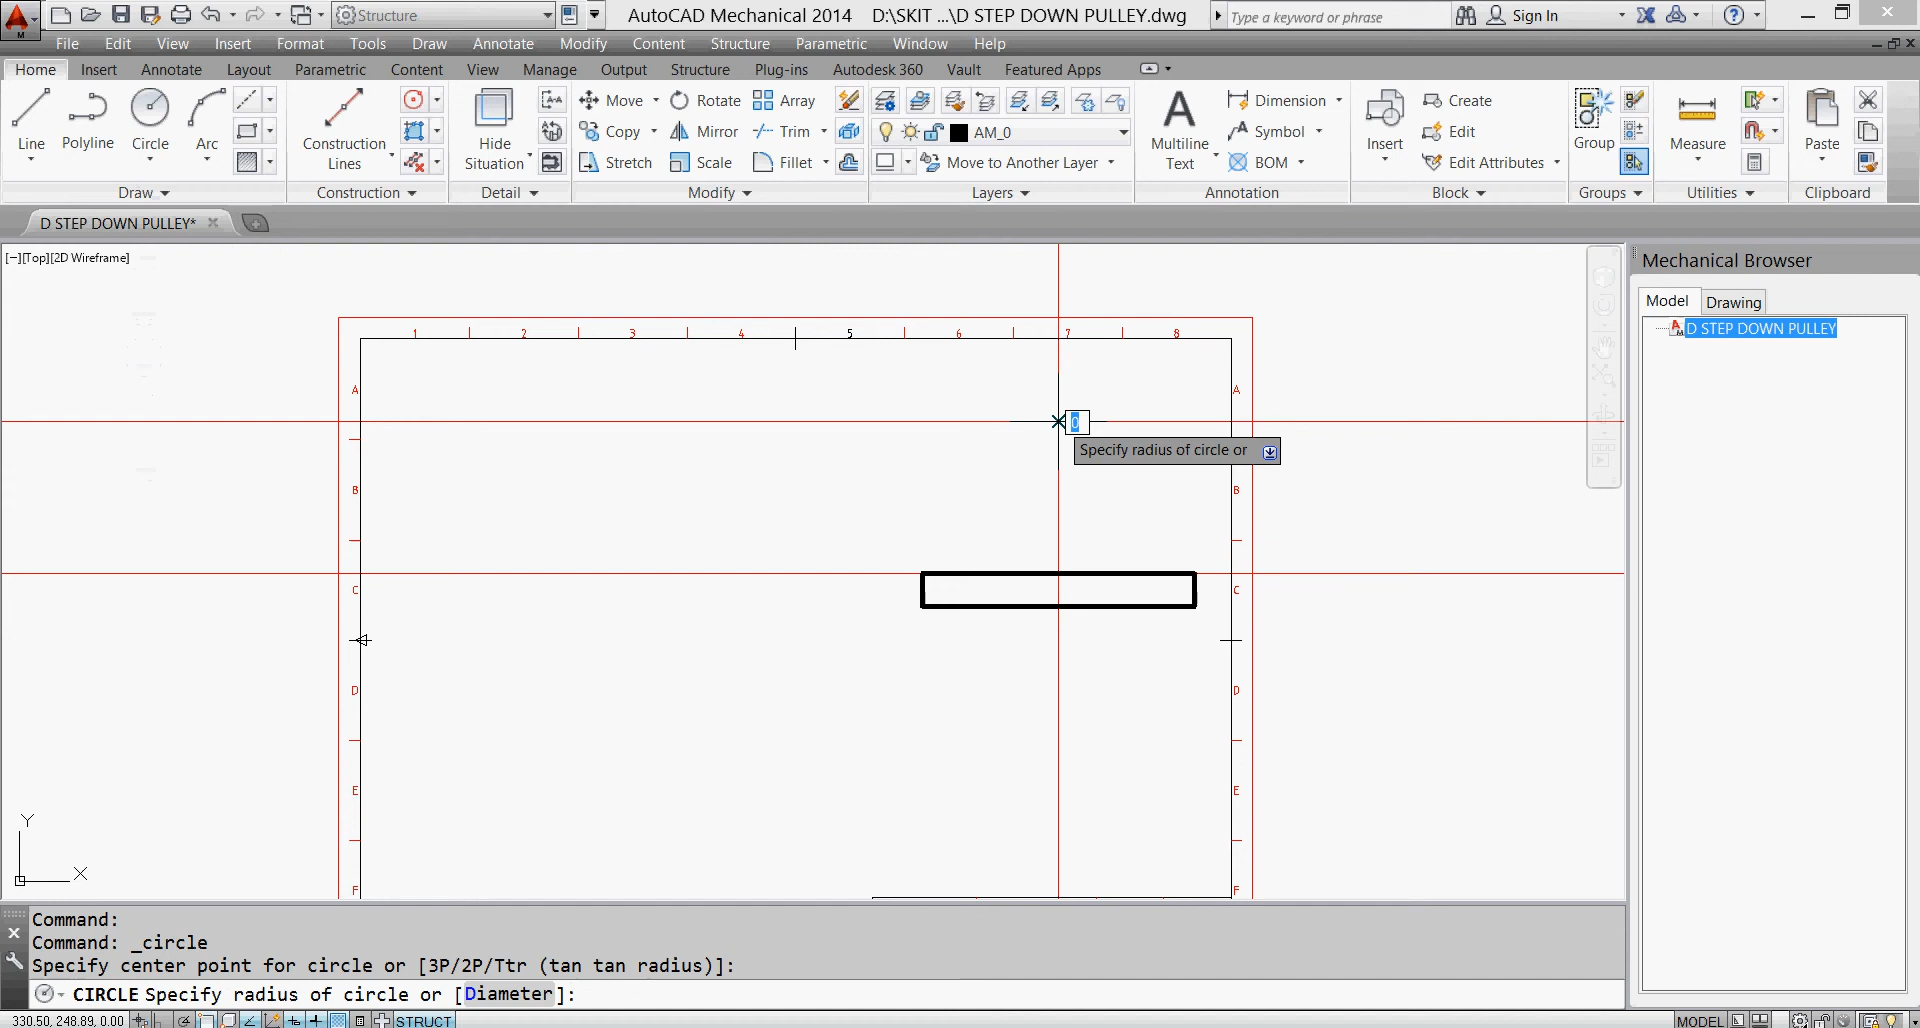 Structure
AutoCAD Mechanical 2014 D:\SKIT ...\D STEP DOWN PULLEY.dwg
Type a keyword or phrase
Sign In
M
File Edit View Insert Format Tools Draw Annotate Modify Content Structure Parametric Window Help
Home Insert Annotate Layout Parametric Content View Manage Output Structure Plug-ins Autodesk 360 Vault Featured Apps
Move Rotate Array
AM_0
Dimension
Create
Line Polyline Circle Arc
Construction Lines
Hide Situation
Copy Mirror Trim
Multiline Text
Symbol
Insert
Edit
Group
Measure
Paste
Stretch Scale Fillet
Move to Another Layer
BOM
Edit Attributes
Draw Construction Detail Modify Layers Annotation Block Groups Utilities Clipboard
D STEP DOWN PULLEY*
[−][Top][2D Wireframe]
Mechanical Browser
Model Drawing
D STEP DOWN PULLEY
1 2 3 4 5 6 7 8
A A
0
Specify radius of circle or
B B
C C
D D
E E
Y
X
F F
Command:
Command: _circle
Specify center point for circle or [3P/2P/Ttr (tan tan radius)]:
CIRCLE Specify radius of circle or [Diameter]:
330.50, 248.89, 0.00 STRUCT MODEL